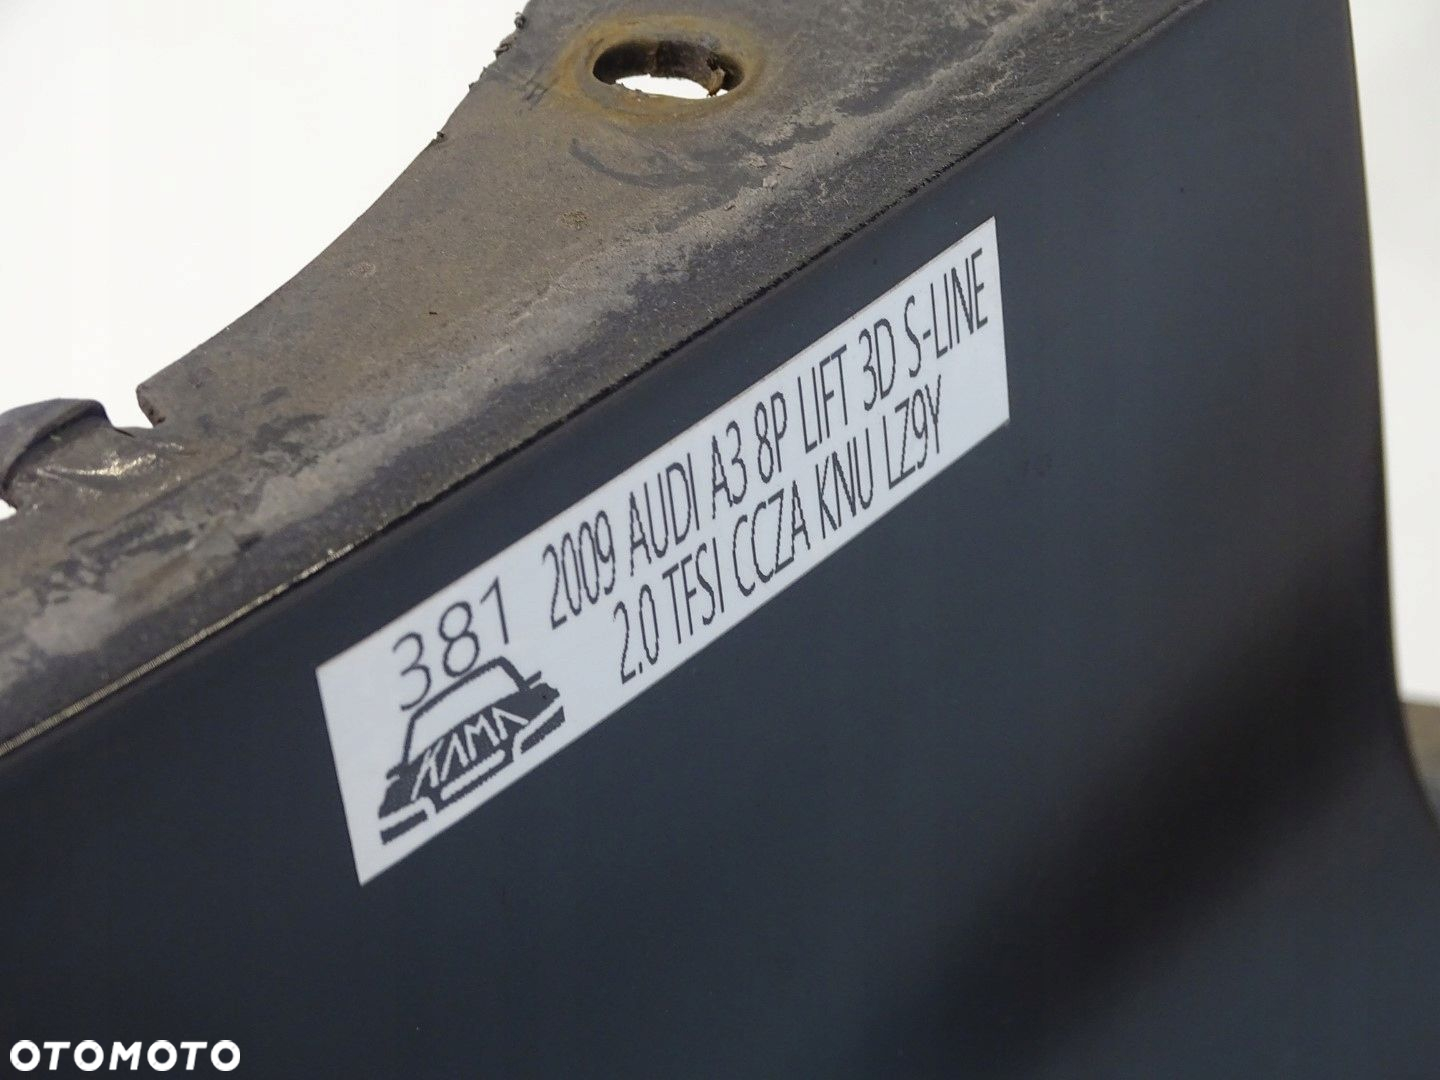 381 2009 AUDI A3 8P LIFT 3D S-LINE
2.0 TFSI CCZA KNU LZ9Y
KAMA
OTOMOTO